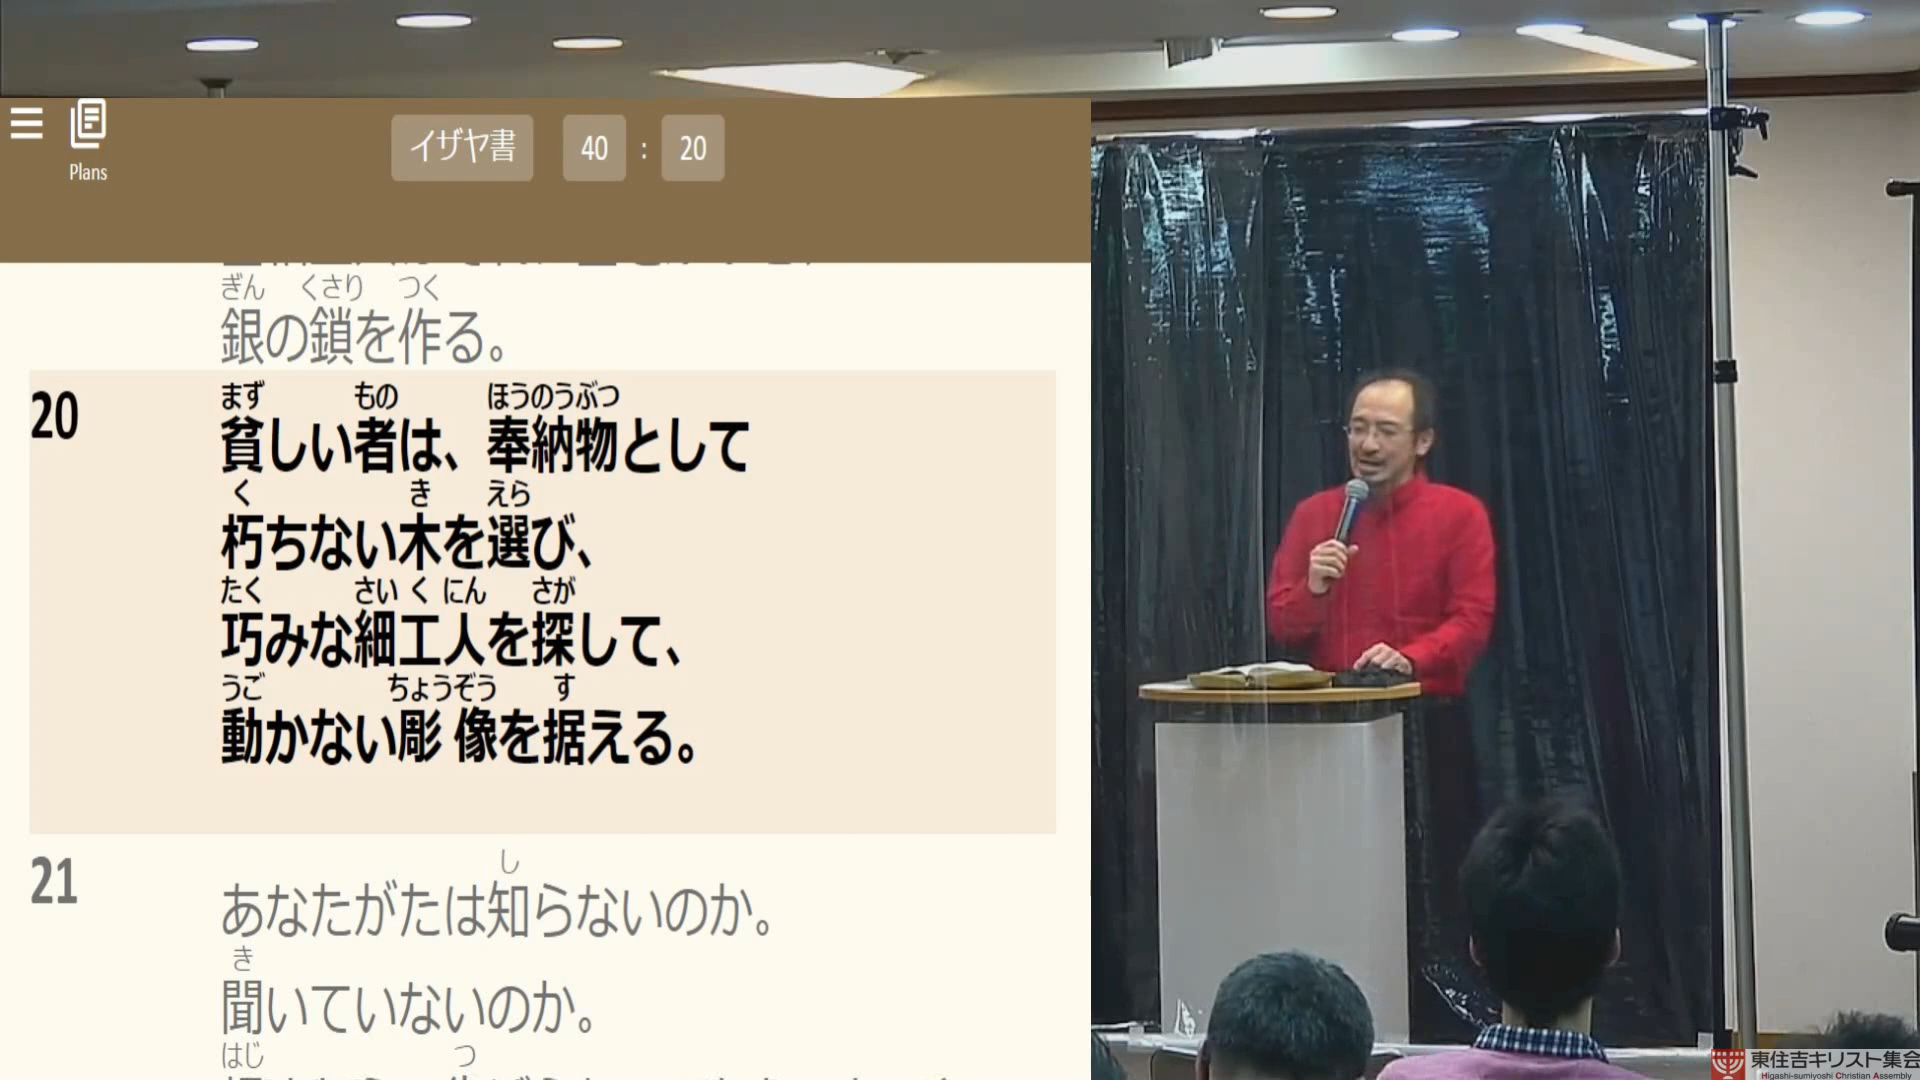 Plans
イザヤ書 40 : 20
ぎん くさり つく
銀の鎖を作る。
まず もの ほうのうぶつ
20 貧しい者は、奉納物として
く き えら
朽ちない木を選び、
たく さい く にん さが
巧みな細工人を探して、
うご ちょうぞう す
動かない彫像を据える。
し
21 あなたがたは知らないのか。
き
聞いていないのか。
はじ つ
東住吉キリスト集会
Higashi-sumiyoshi Christian Assembly